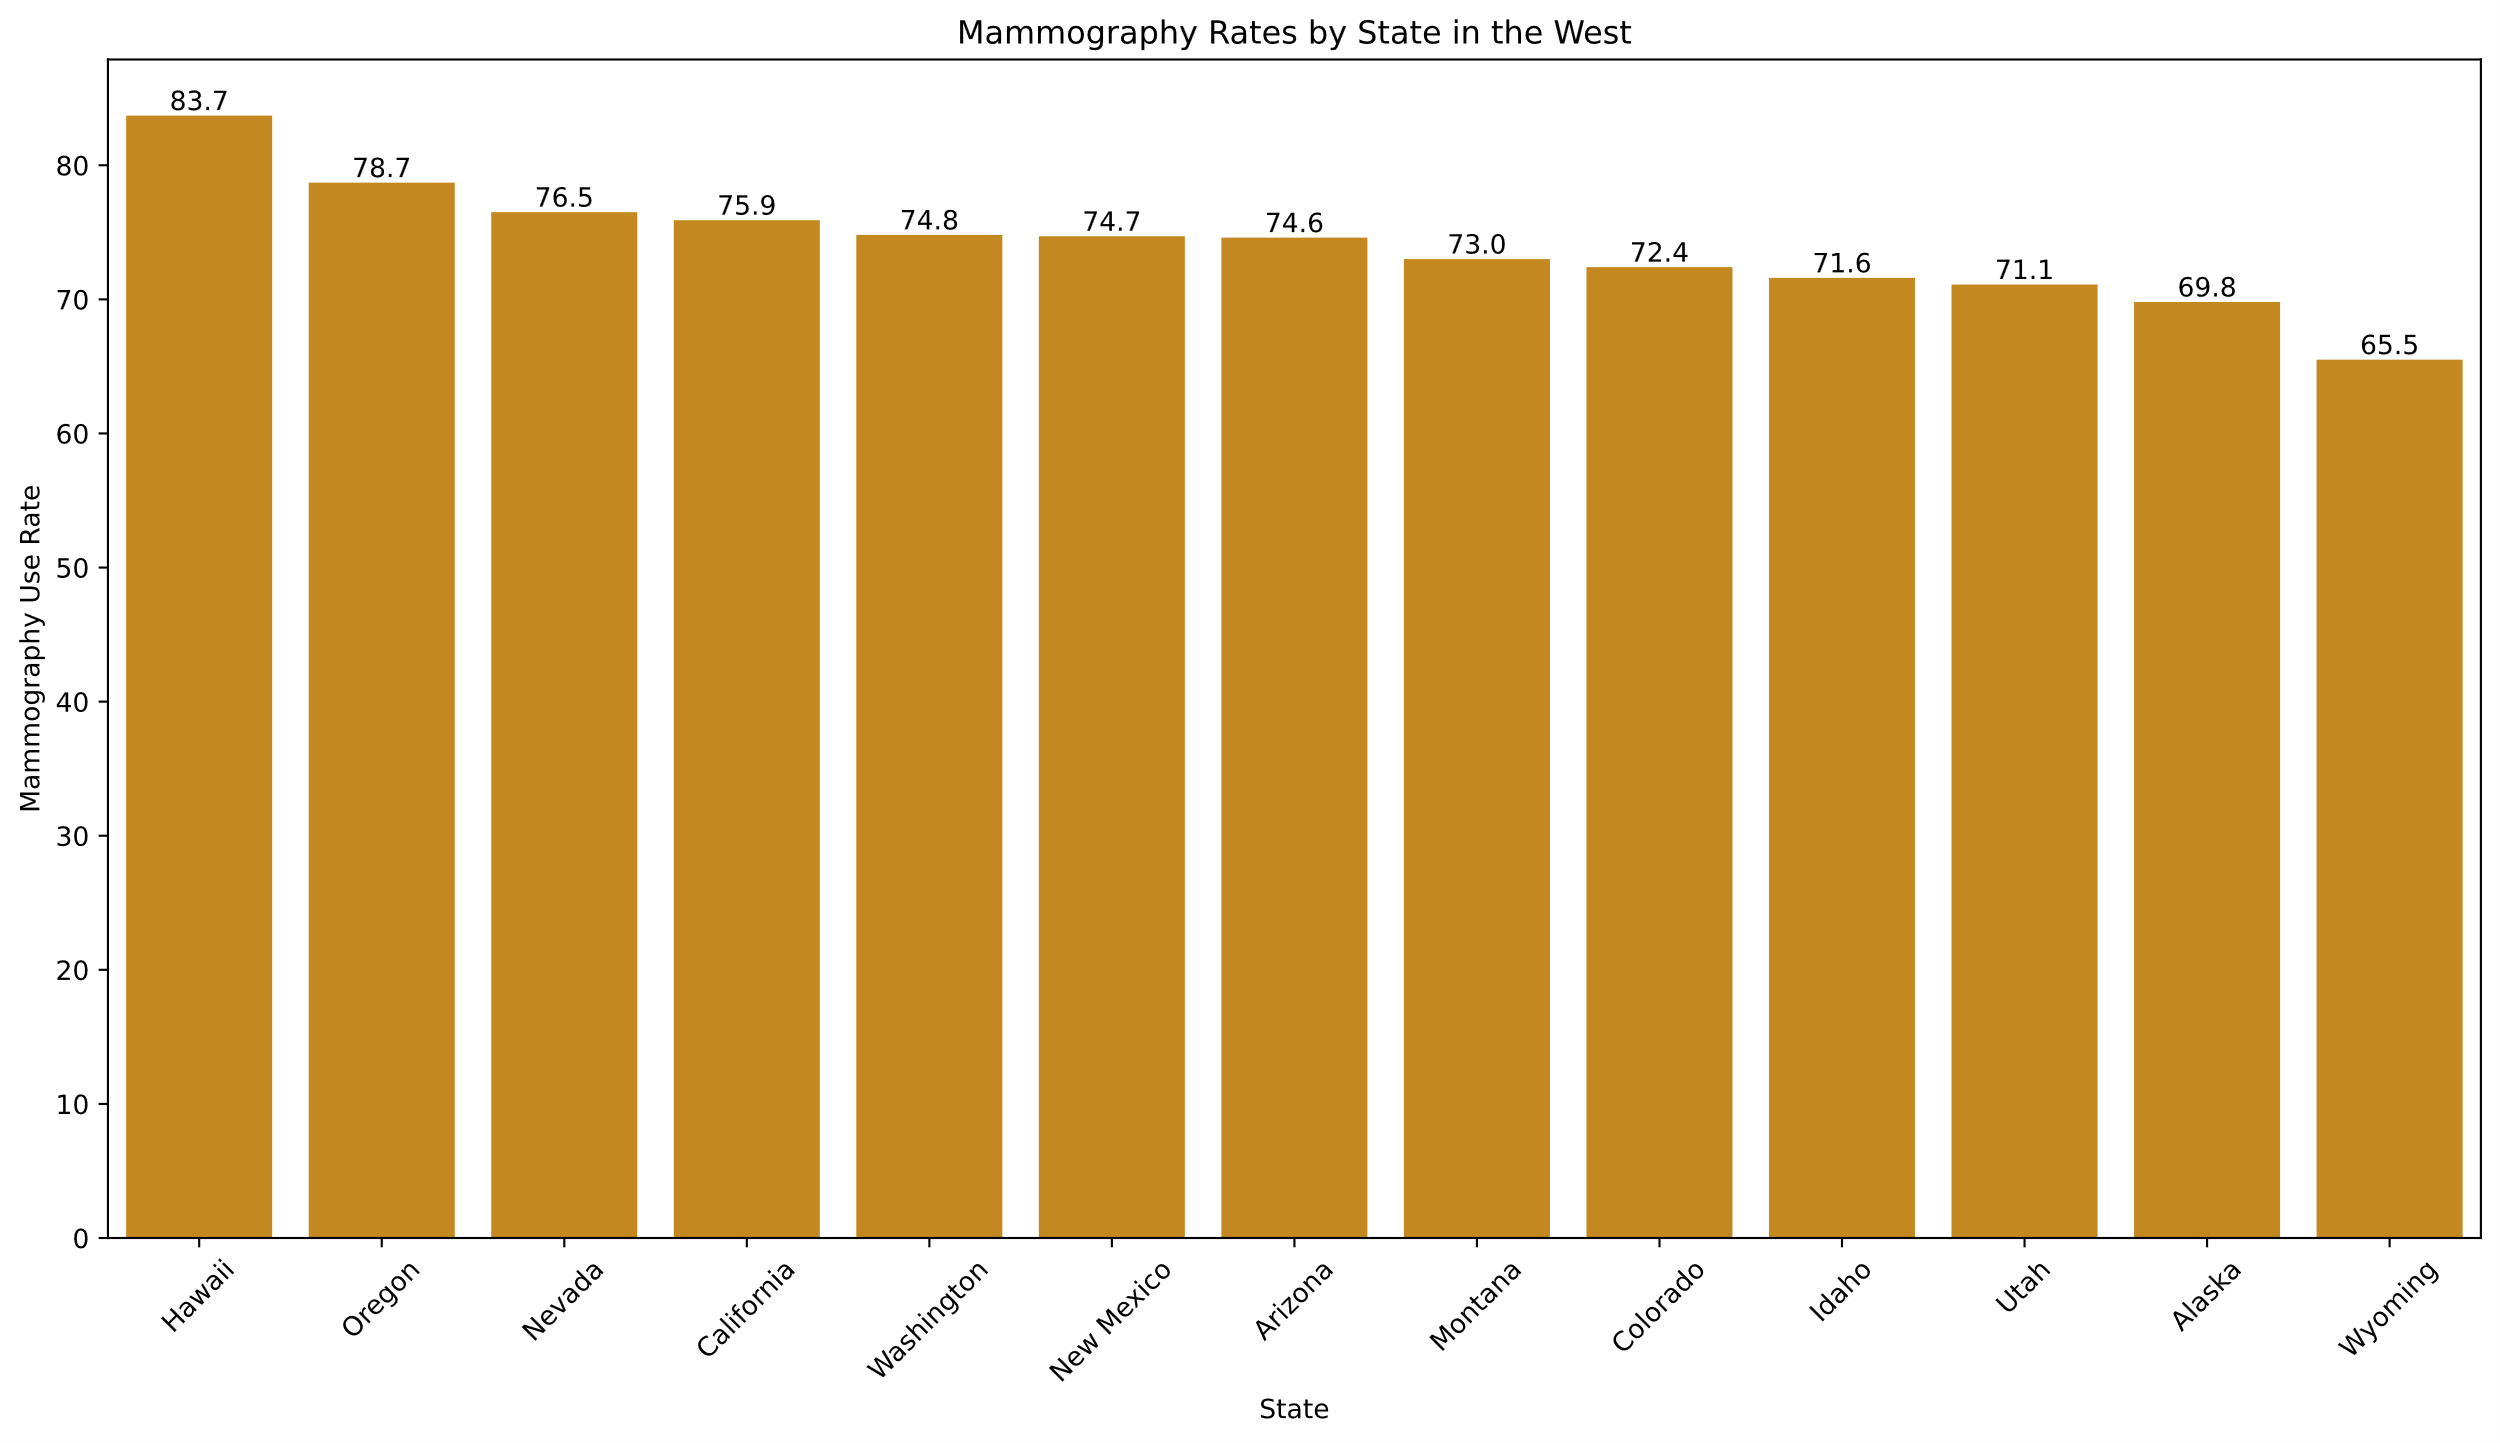 Mammography Rates by State in the West
Mammography Use Rate
80
70
60
50
40
30
20
10
0
83.7
78.7
76.5
75.9
74.8
74.7
74.6
73.0
72.4
71.6
71.1
69.8
65.5
Hawaii
Oregon
Nevada
California
Washington
New Mexico
Arizona
Montana
Colorado
Idaho
Utah
Alaska
Wyoming
State